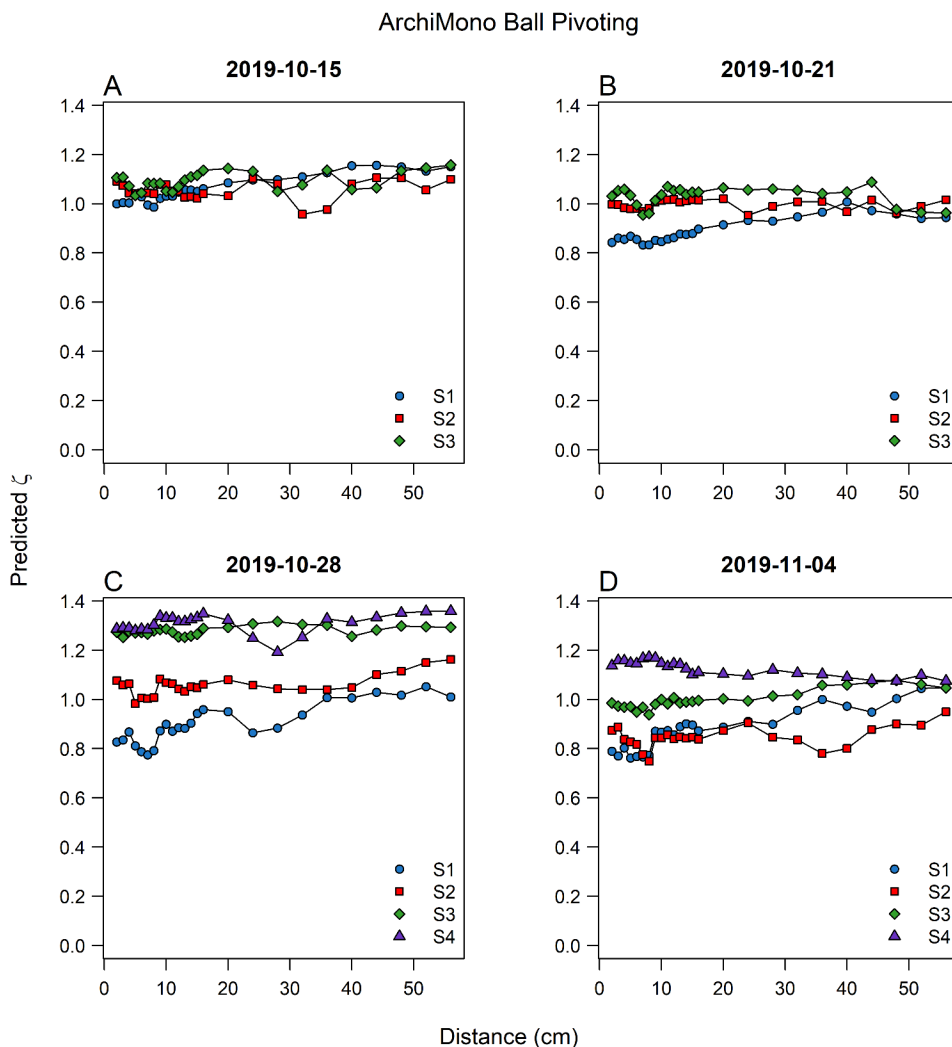 ArchiMono Ball Pivoting
A
2019-10-15
1.4
1.2
1.0
0.8
0.6
0.4
0.2
0.0
S1
S2
S3
0 10 20 30 40 50
B
2019-10-21
1.4
1.2
1.0
0.8
0.6
0.4
0.2
0.0
S1
S2
S3
0 10 20 30 40 50
Predicted ζ
C
2019-10-28
1.4
1.2
1.0
0.8
0.6
0.4
0.2
0.0
S1
S2
S3
S4
0 10 20 30 40 50
D
2019-11-04
1.4
1.2
1.0
0.8
0.6
0.4
0.2
0.0
S1
S2
S3
S4
0 10 20 30 40 50
Distance (cm)